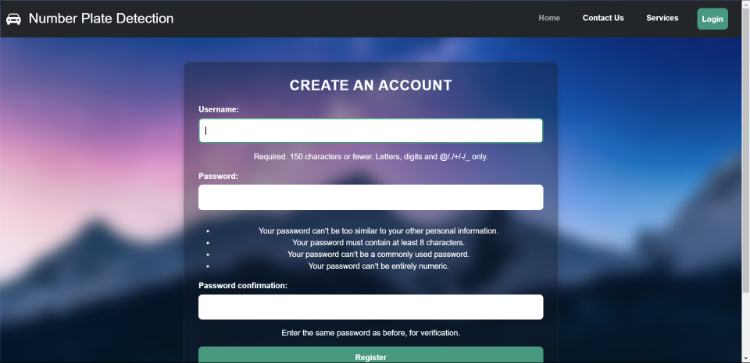 Number Plate Detection
Home Contact Us Services Login
CREATE AN ACCOUNT
Username:
Required. 150 characters or fewer. Letters, digits and @/./+/-/_ only.
Password:
Your password can't be too similar to your other personal information.
Your password must contain at least 8 characters.
Your password can't be a commonly used password.
Your password can't be entirely numeric.
Password confirmation:
Enter the same password as before, for verification.
Register